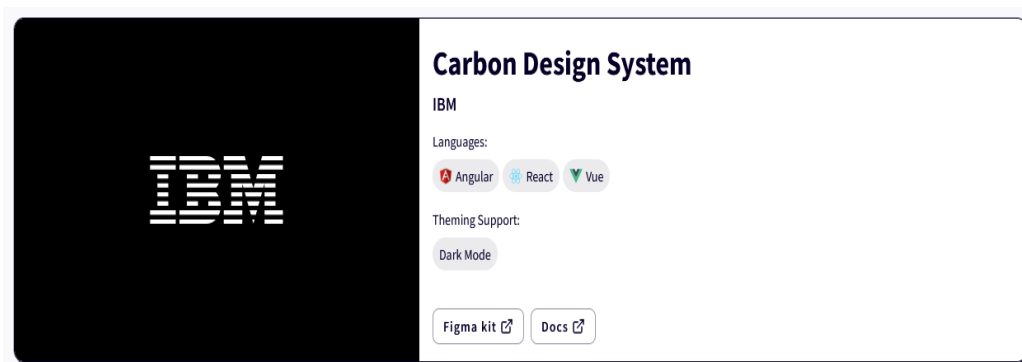 IBM
Carbon Design System
IBM
Languages:
Angular React Vue
Theming Support:
Dark Mode
Figma kit Docs